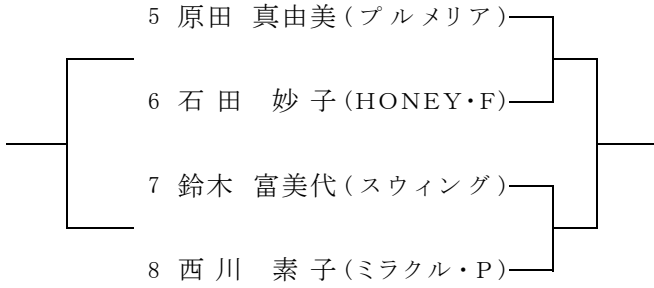 5 原田 真由美(プルメリア)
6 石田 妙子(HONEY・F)
7 鈴木 富美代(スウィング)
8 西川 素子(ミラクル・P)